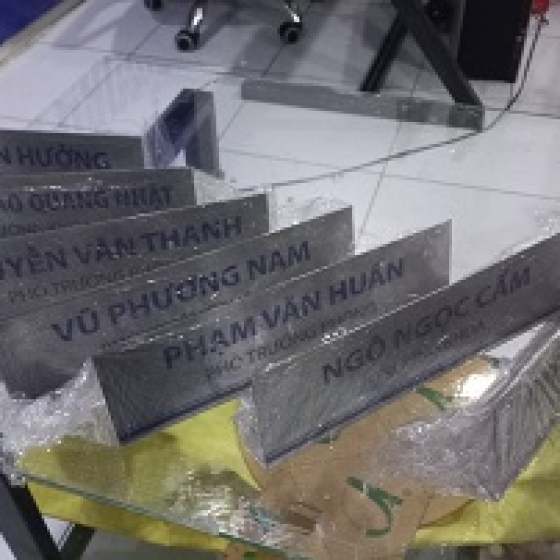 N HƯỜNG
QUANG NHẬT
YỄN VĂN THANH
PHÓ TRƯỞNG
VŨ PHƯƠNG NAM
PHẠM VĂN HUÂN
PHÓ TRƯỞNG KHOA
NGÔ NGỌC CẨM